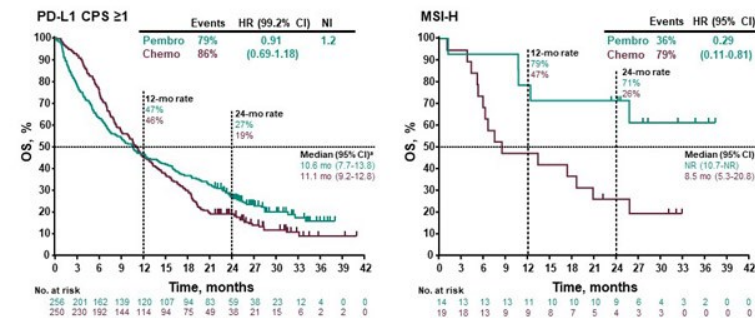 PD-L1 CPS ≥1
Events HR (99.2% CI) NI
Pembro 79% 0.91 1.2
Chemo 86% (0.69-1.18)
OS, %
100
90
80
70
60
50
40
30
20
10
0
12-mo rate
47%
46%
24-mo rate
27%
19%
Median (95% CI)ᵃ
10.6 mo (7.7-13.8)
11.1 mo (9.2-12.8)
0 3 6 9 12 15 18 21 24 27 30 33 36 39 42
Time, months
No. at risk
256 201 162 139 120 107 94 83 59 38 23 12 4 0 0
250 230 192 144 114 94 75 49 38 21 15 6 2 2 0
MSI-H
Events HR (95% CI)
Pembro 36% 0.29
Chemo 79% (0.11-0.81)
OS, %
100
90
80
70
60
50
40
30
20
10
0
12-mo rate
79%
47%
24-mo rate
71%
26%
Median (95% CI)
NR (10.7-NR)
8.5 mo (5.3-20.8)
0 3 6 9 12 15 18 21 24 27 30 33 36 39 42
Time, months
No. at risk
14 13 13 13 11 10 10 10 9 6 4 3 2 0 0
19 18 13 9 9 8 7 5 4 3 3 0 0 0